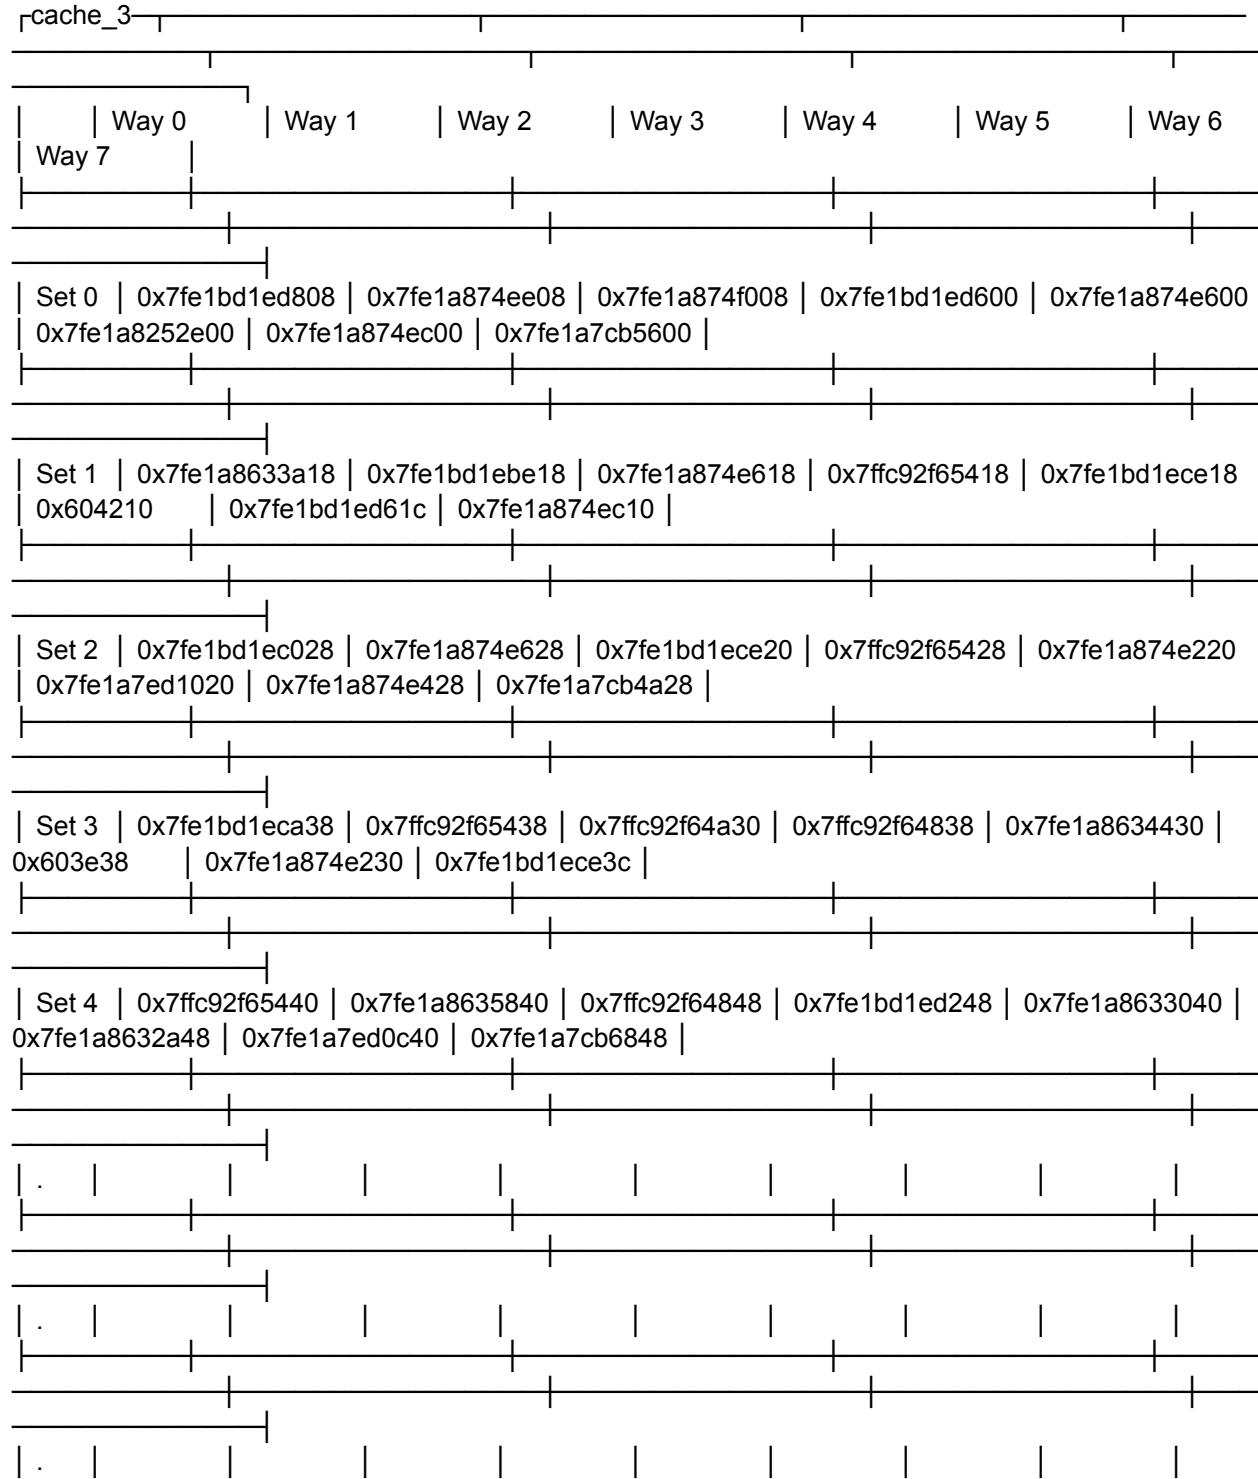 ┌cache_3─┬─────────────────┬─────────────────┬─────────────────┬──────
──────────┬─────────────────┬─────────────────┬─────────────────┬────
────────────┐
│ │ Way 0 │ Way 1 │ Way 2 │ Way 3 │ Way 4 │ Way 5 │ Way 6
│ Way 7 │
├─────────┼─────────────────┼─────────────────┼─────────────────┼─────
───────────┼─────────────────┼─────────────────┼─────────────────┼───
─────────────┤
│ Set 0 │ 0x7fe1bd1ed808 │ 0x7fe1a874ee08 │ 0x7fe1a874f008 │ 0x7fe1bd1ed600 │ 0x7fe1a874e600
│ 0x7fe1a8252e00 │ 0x7fe1a874ec00 │ 0x7fe1a7cb5600 │
├─────────┼─────────────────┼─────────────────┼─────────────────┼─────
───────────┼─────────────────┼─────────────────┼─────────────────┼───
─────────────┤
│ Set 1 │ 0x7fe1a8633a18 │ 0x7fe1bd1ebe18 │ 0x7fe1a874e618 │ 0x7ffc92f65418 │ 0x7fe1bd1ece18
│ 0x604210 │ 0x7fe1bd1ed61c │ 0x7fe1a874ec10 │
├─────────┼─────────────────┼─────────────────┼─────────────────┼─────
───────────┼─────────────────┼─────────────────┼─────────────────┼───
─────────────┤
│ Set 2 │ 0x7fe1bd1ec028 │ 0x7fe1a874e628 │ 0x7fe1bd1ece20 │ 0x7ffc92f65428 │ 0x7fe1a874e220
│ 0x7fe1a7ed1020 │ 0x7fe1a874e428 │ 0x7fe1a7cb4a28 │
├─────────┼─────────────────┼─────────────────┼─────────────────┼─────
───────────┼─────────────────┼─────────────────┼─────────────────┼───
─────────────┤
│ Set 3 │ 0x7fe1bd1eca38 │ 0x7ffc92f65438 │ 0x7ffc92f64a30 │ 0x7ffc92f64838 │ 0x7fe1a8634430 │
0x603e38 │ 0x7fe1a874e230 │ 0x7fe1bd1ece3c │
├─────────┼─────────────────┼─────────────────┼─────────────────┼─────
───────────┼─────────────────┼─────────────────┼─────────────────┼───
─────────────┤
│ Set 4 │ 0x7ffc92f65440 │ 0x7fe1a8635840 │ 0x7ffc92f64848 │ 0x7fe1bd1ed248 │ 0x7fe1a8633040 │
0x7fe1a8632a48 │ 0x7fe1a7ed0c40 │ 0x7fe1a7cb6848 │
├─────────┼─────────────────┼─────────────────┼─────────────────┼─────
───────────┼─────────────────┼─────────────────┼─────────────────┼───
─────────────┤
│ . │ │ │ │ │ │ │ │ │
├─────────┼─────────────────┼─────────────────┼─────────────────┼─────
───────────┼─────────────────┼─────────────────┼─────────────────┼───
─────────────┤
│ . │ │ │ │ │ │ │ │ │
├─────────┼─────────────────┼─────────────────┼─────────────────┼─────
───────────┼─────────────────┼─────────────────┼─────────────────┼───
─────────────┤
│ . │ │ │ │ │ │ │ │ │